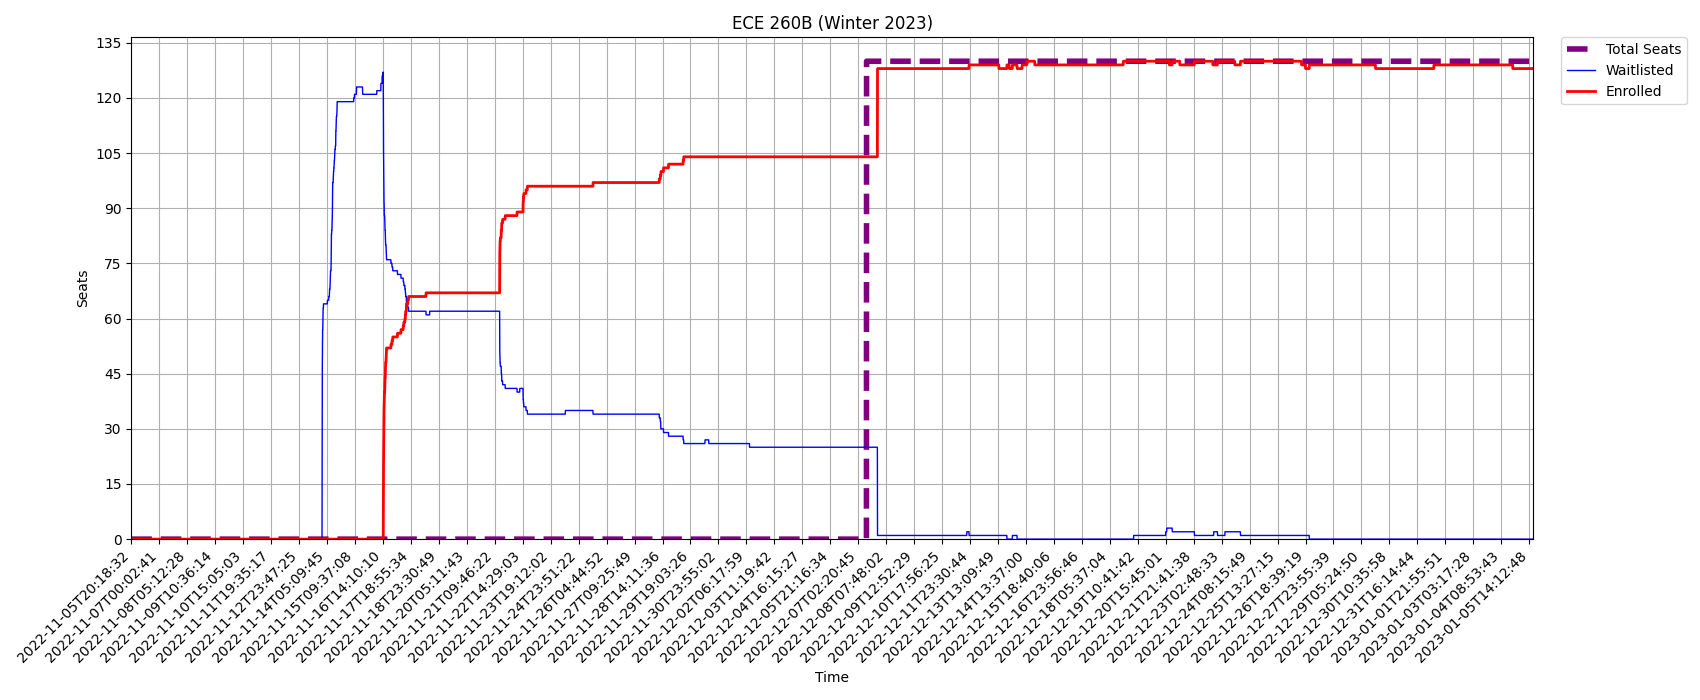 ECE 260B (Winter 2023)
Total Seats
Waitlisted
Enrolled
Seats
135
120
105
90
75
60
45
30
15
0
2022-11-05T20:18:32
2022-11-07T00:02:41
2022-11-08T05:12:28
2022-11-09T10:36:14
2022-11-10T15:05:03
2022-11-11T19:35:17
2022-11-12T23:47:25
2022-11-14T05:09:45
2022-11-15T09:37:08
2022-11-16T14:10:10
2022-11-17T18:55:34
2022-11-18T23:30:49
2022-11-20T05:11:43
2022-11-21T09:46:22
2022-11-22T14:29:03
2022-11-23T19:12:02
2022-11-24T23:51:22
2022-11-26T04:44:52
2022-11-27T09:25:49
2022-11-28T14:11:36
2022-11-29T19:03:26
2022-11-30T23:55:02
2022-12-02T06:17:59
2022-12-03T11:19:42
2022-12-04T16:15:27
2022-12-05T21:16:34
2022-12-07T02:20:45
2022-12-08T07:48:02
2022-12-09T12:52:29
2022-12-10T17:56:25
2022-12-11T23:30:44
2022-12-13T13:09:49
2022-12-14T13:37:00
2022-12-15T18:40:06
2022-12-16T23:56:46
2022-12-18T05:37:04
2022-12-19T10:41:42
2022-12-20T15:45:01
2022-12-21T21:41:38
2022-12-23T02:48:33
2022-12-24T08:15:49
2022-12-25T13:27:15
2022-12-26T18:39:19
2022-12-27T23:55:39
2022-12-29T05:24:50
2022-12-30T10:35:58
2022-12-31T16:14:44
2023-01-01T21:55:51
2023-01-03T03:17:28
2023-01-04T08:53:43
2023-01-05T14:12:48
Time